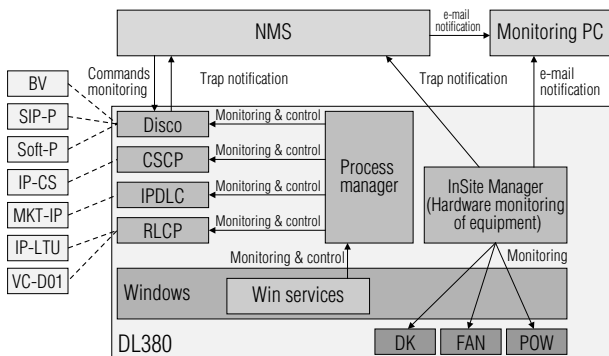 NMS
e-mail
notification
Monitoring PC
Commands
monitoring
Trap notification
Trap notification
e-mail
notification
BV
SIP-P
Soft-P
IP-CS
MKT-IP
IP-LTU
VC-D01
Disco
Monitoring & control
CSCP
Monitoring & control
IPDLC
Monitoring & control
RLCP
Monitoring & control
Process
manager
InSite Manager
(Hardware monitoring
of equipment)
Monitoring & control
Monitoring
Windows
Win services
DL380
DK
FAN
POW